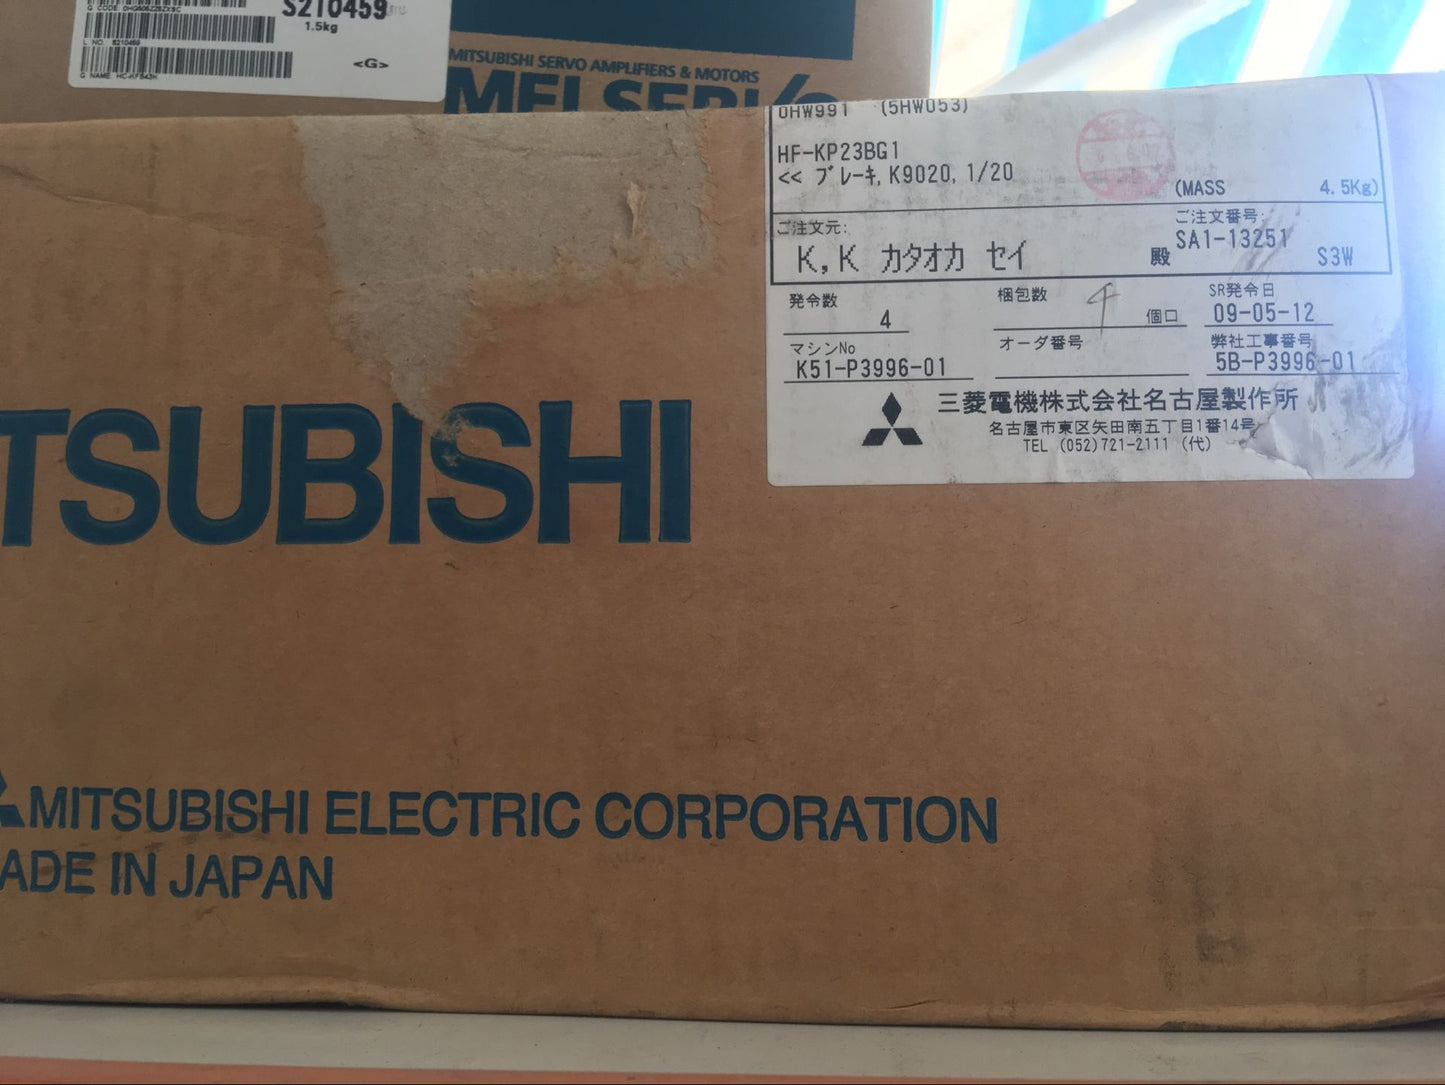 G CODE
S210459
1.5kg
L NO. S210459
<G>
G NAME: HC-KFS43K
MITSUBISHI SERVO AMPLIFIERS & MOTORS
0HW991 (5HW053)
HF-KP23BG1
<< ブレーキ, K9020, 1/20
(MASS 4.5Kg)
ご注文元:
K,K カタオカ セイ 殿
ご注文番号:
SA1-13251 S3W
発令数
4
梱包数
4 個口
SR発令日
09-05-12
マシンNo
K51-P3996-01
オーダ番号
弊社工事番号
5B-P3996-01
三菱電機株式会社名古屋製作所
名古屋市東区矢田南五丁目1番14号
TEL (052)721-2111 (代)
TSUBISHI
MITSUBISHI ELECTRIC CORPORATION
ADE IN JAPAN